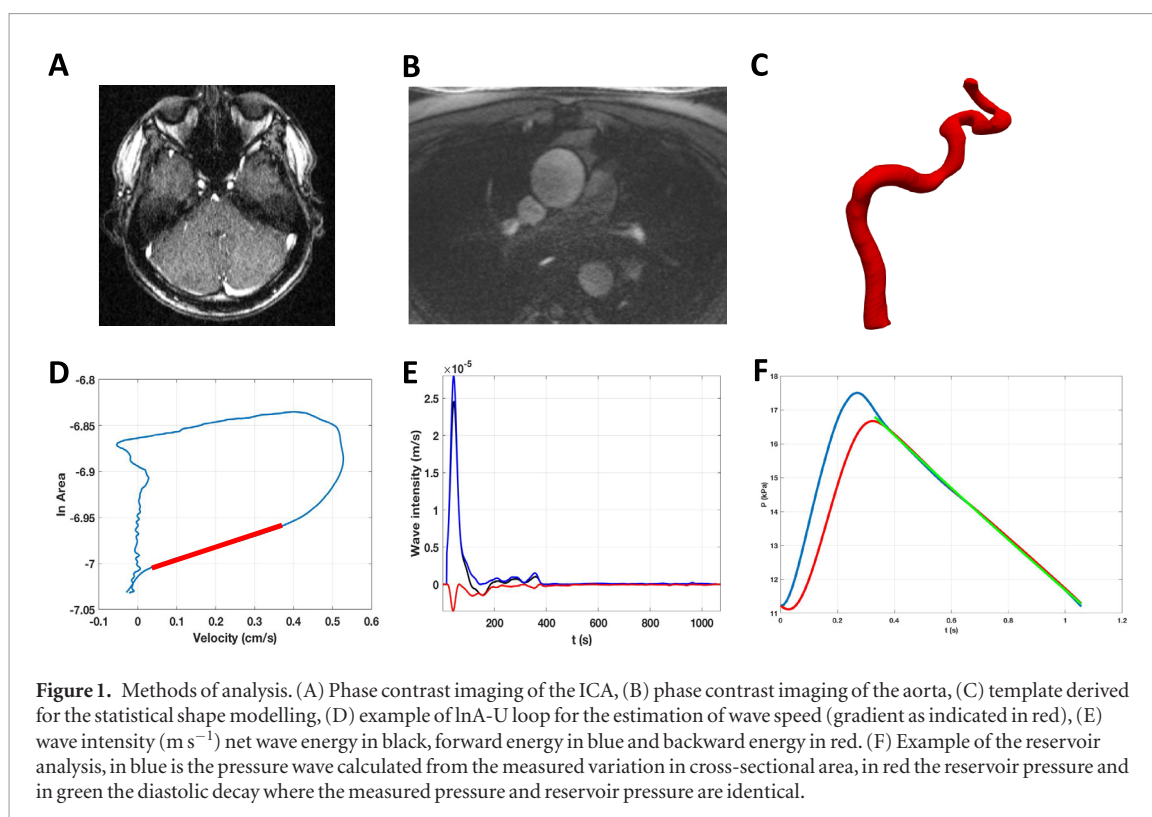 A
B
C
D
-6.8
-6.85
-6.9
-6.95
-7
-7.05
ln Area
-0.1 0 0.1 0.2 0.3 0.4 0.5 0.6
Velocity (cm/s)
E
×10⁻⁵
2.5
2
1.5
1
0.5
0
Wave intensity (m/s)
200 400 600 800 1000
t (s)
F
18
17
16
15
14
13
12
11
P (kPa)
0 0.2 0.4 0.6 0.8 1 1.2
t (s)
Figure 1. Methods of analysis. (A) Phase contrast imaging of the ICA, (B) phase contrast imaging of the aorta, (C) template derived
for the statistical shape modelling, (D) example of lnA-U loop for the estimation of wave speed (gradient as indicated in red), (E)
wave intensity (m s⁻¹) net wave energy in black, forward energy in blue and backward energy in red. (F) Example of the reservoir
analysis, in blue is the pressure wave calculated from the measured variation in cross-sectional area, in red the reservoir pressure and
in green the diastolic decay where the measured pressure and reservoir pressure are identical.